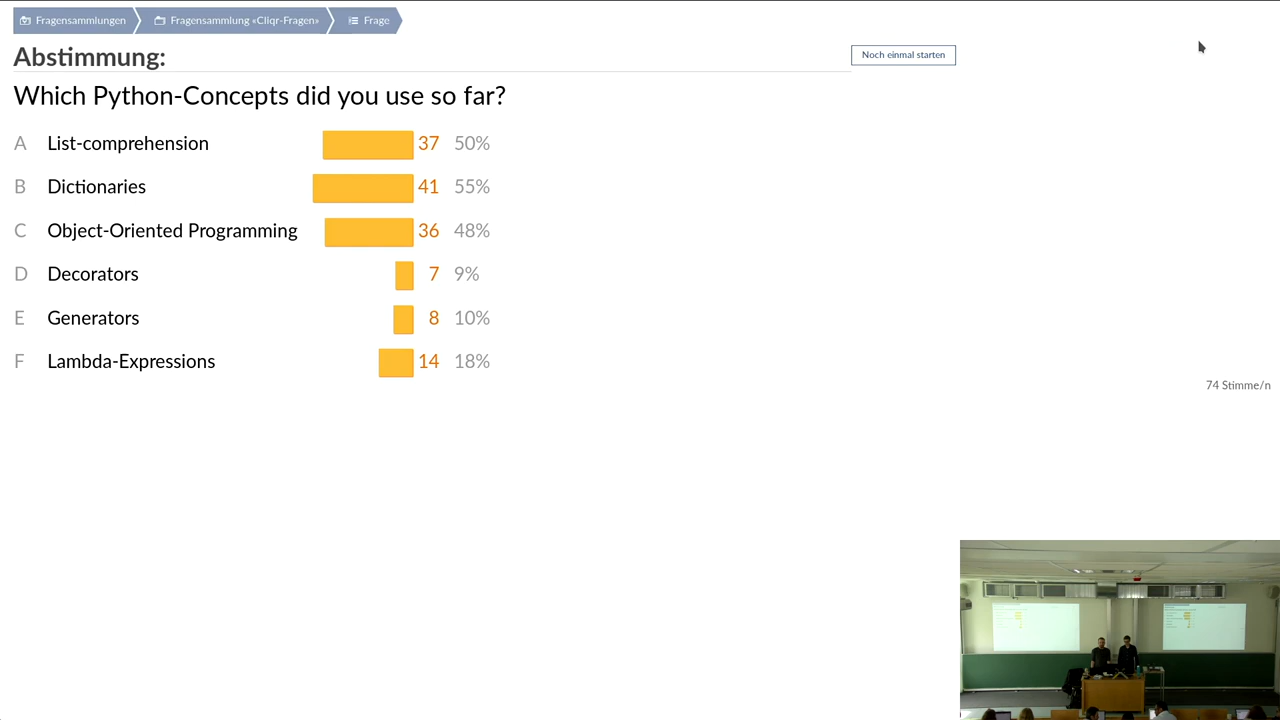 Fragensammlungen Fragensammlung «Cliqr-Fragen» Frage
Abstimmung:
Noch einmal starten
Which Python-Concepts did you use so far?
A List-comprehension 37 50%
B Dictionaries 41 55%
C Object-Oriented Programming 36 48%
D Decorators 7 9%
E Generators 8 10%
F Lambda-Expressions 14 18%
74 Stimme/n